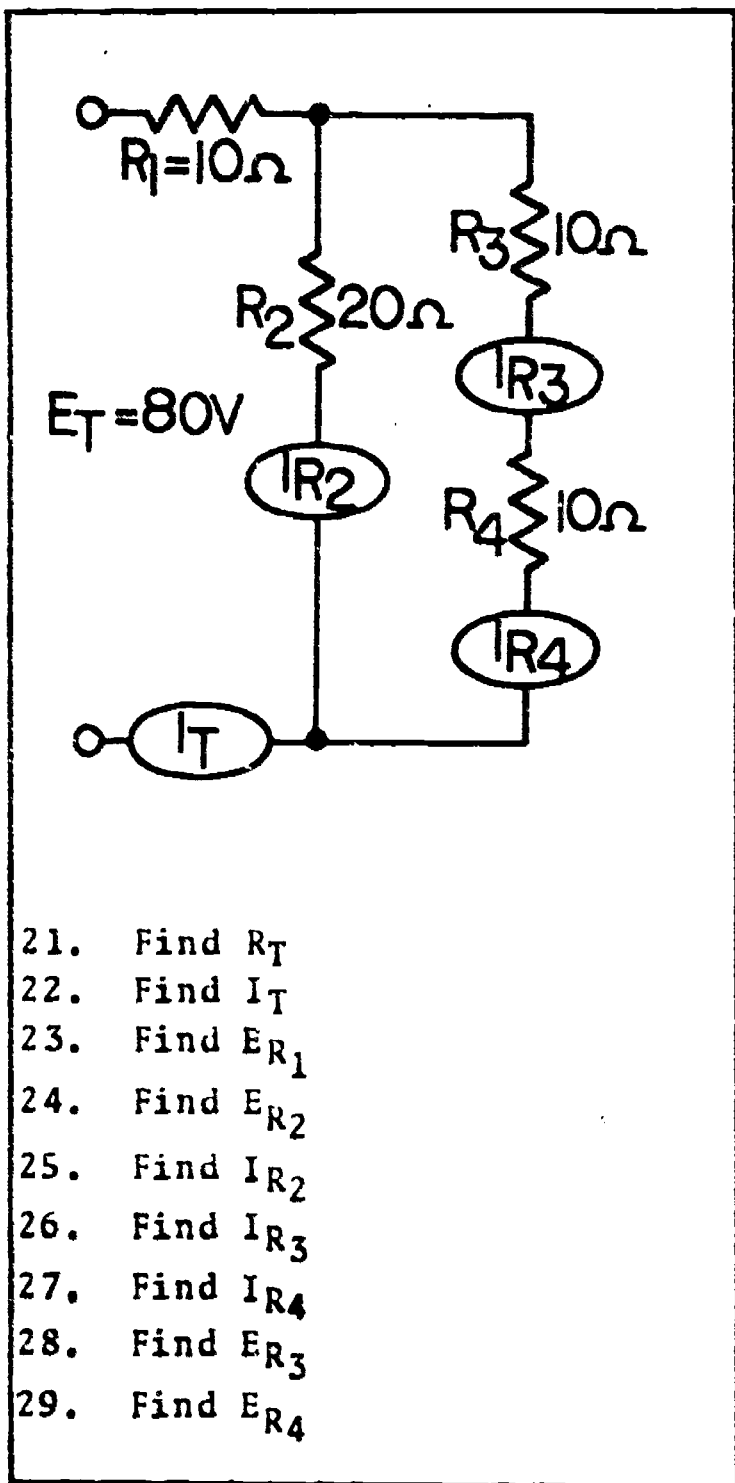 R1=10Ω
R3 10Ω
R2 20Ω
IR3
ET=80V
IR2
R4 10Ω
IR4
IT
21. Find RT
22. Find IT
23. Find ER1
24. Find ER2
25. Find IR2
26. Find IR3
27. Find IR4
28. Find ER3
29. Find ER4